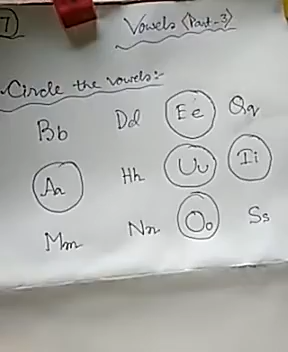 7
Vowels (Part-3)
Circle the vowels:-
Bb Dd Ee Qq
Aa Hh Uu Ii
Mm Nn Oo Ss